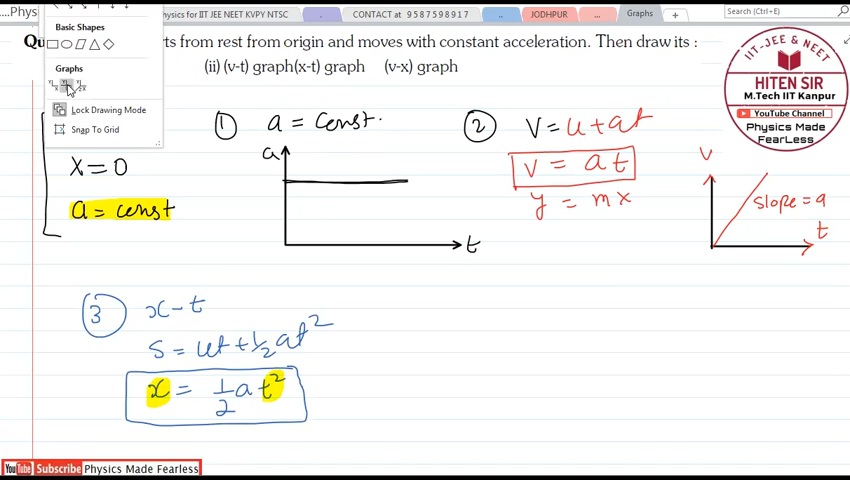 ...Phys
Physics for IIT JEE NEET KVPY NTSC
CONTACT at 9587598917
JODHPUR
Graphs
Search (Ctrl+E)
Basic Shapes
Graphs
Lock Drawing Mode
Snap To Grid
Qu
rts from rest from origin and moves with constant acceleration. Then draw its :
(ii) (v-t) graph(x-t) graph (v-x) graph
IIT-JEE & NEET
HITEN SIR
M.Tech IIT Kanpur
YouTube Channel
Physics Made
FearLess
x = 0
a = const
1 a = const.
a
t
2 v = u + at
v = at
y = mx
v
slope = a
t
3 x - t
s = ut + 1/2 at²
x = 1/2 at²
YouTube Subscribe Physics Made Fearless